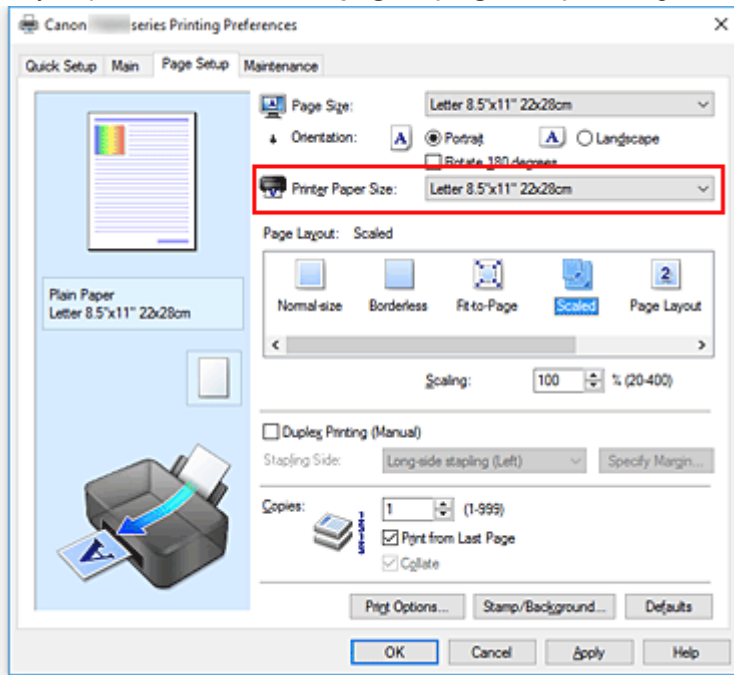 Canon series Printing Preferences
Quick Setup Main Page Setup Maintenance
Page Size: Letter 8.5"x11" 22x28cm
Orientation: A Portrait A Landscape
Rotate 180 degrees
Printer Paper Size: Letter 8.5"x11" 22x28cm
Page Layout: Scaled
Normal-size Borderless Fit-to-Page Scaled 2 Page Layout
Plain Paper
Letter 8.5"x11" 22x28cm
Scaling: 100 % (20-400)
Duplex Printing (Manual)
Stapling Side: Long-side stapling (Left) Specify Margin...
Copies: 1 (1-999)
Print from Last Page
Collate
A
Print Options... Stamp/Background... Defaults
OK Cancel Apply Help